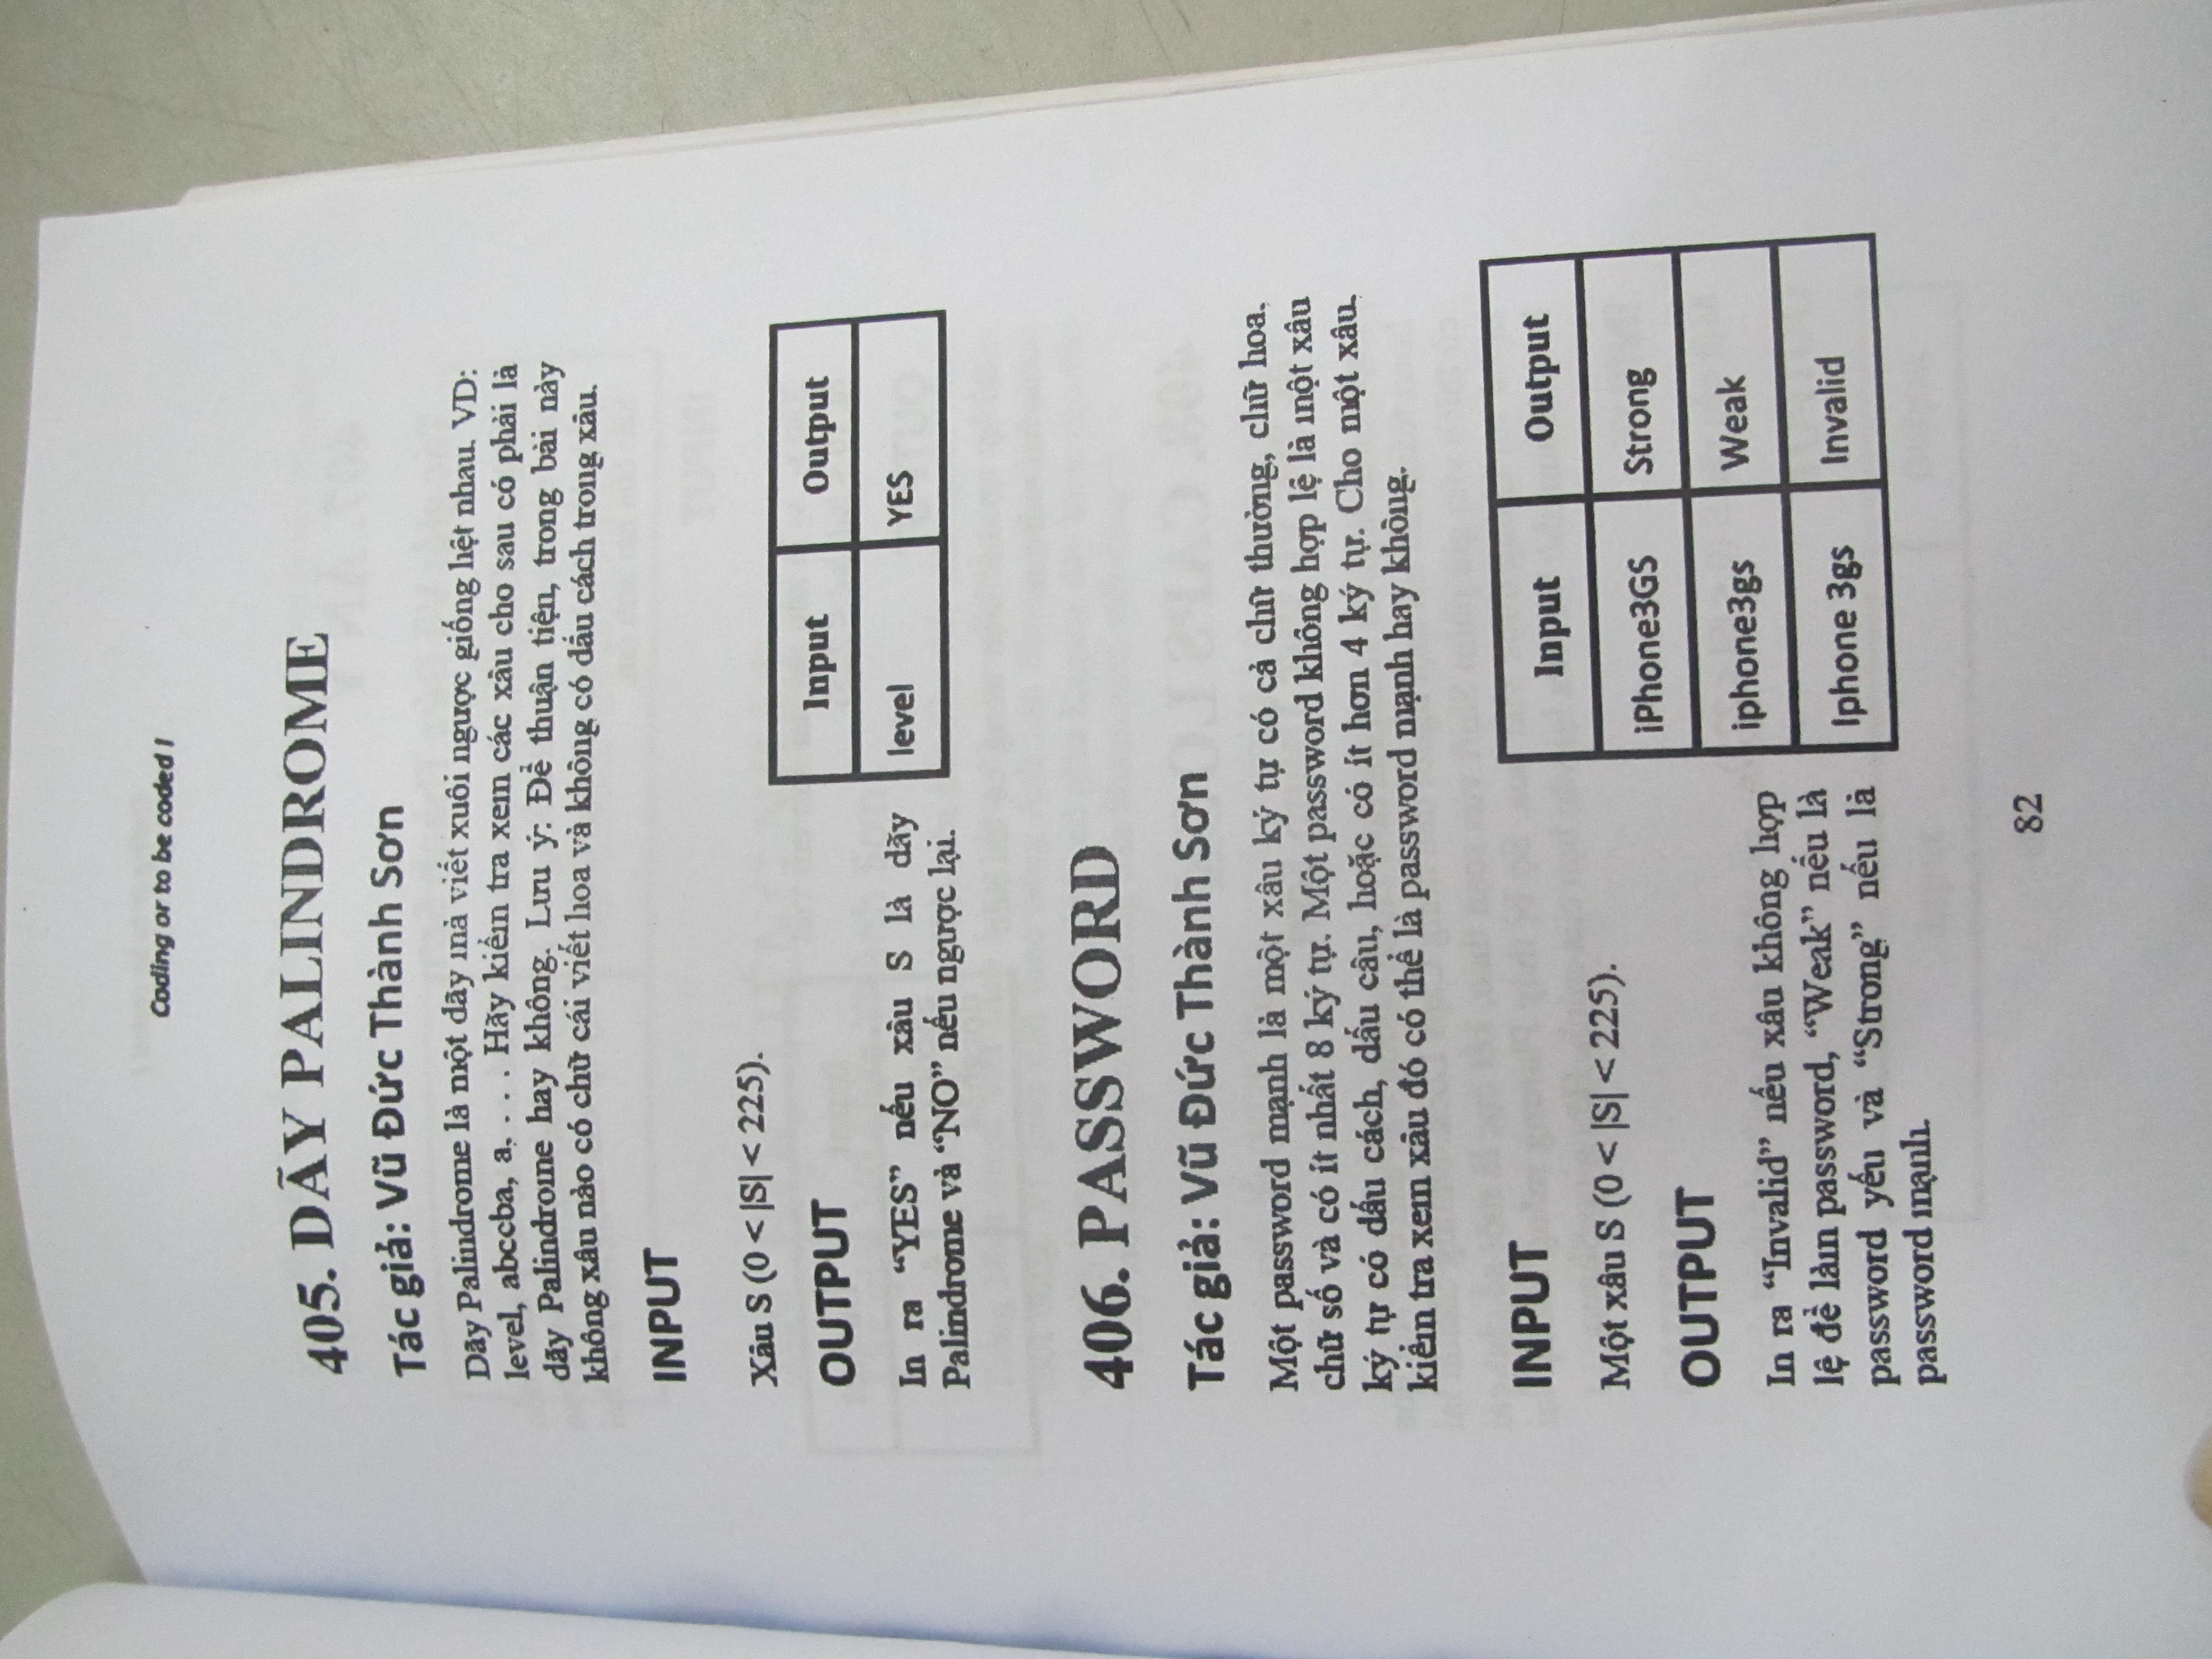 Coding or to be coded !
405. DÃY PALINDROME
Tác giả: Vũ Đức Thành Sơn
Dãy Palindrome là một dãy mà viết xuôi ngược giống hệt nhau. VD:
level, abccba, a, . . . Hãy kiểm tra xem các xâu cho sau có phải là
dãy Palindrome hay không. Lưu ý: Để thuận tiện, trong bài này
không xâu nào có chữ cái viết hoa và không có dấu cách trong xâu.
INPUT
Xâu S (0 < |S| < 225).
OUTPUT
In ra “YES” nếu xâu S là dãy
Palindrome và “NO” nếu ngược lại.
Input Output
level YES
406. PASSWORD
Tác giả: Vũ Đức Thành Sơn
Một password mạnh là một xâu ký tự có cả chữ thường, chữ hoa,
chữ số và có ít nhất 8 ký tự. Một password không hợp lệ là một xâu
ký tự có dấu cách, dấu câu, hoặc có ít hơn 4 ký tự. Cho một xâu,
kiểm tra xem xâu đó có thể là password mạnh hay không.
INPUT
Một xâu S (0 < |S| < 225).
OUTPUT
In ra “Invalid” nếu xâu không hợp
lệ để làm password, “Weak” nếu là
password yếu và “Strong” nếu là
password mạnh.
Input Output
iPhone3GS Strong
iphone3gs Weak
Iphone 3gs Invalid
82